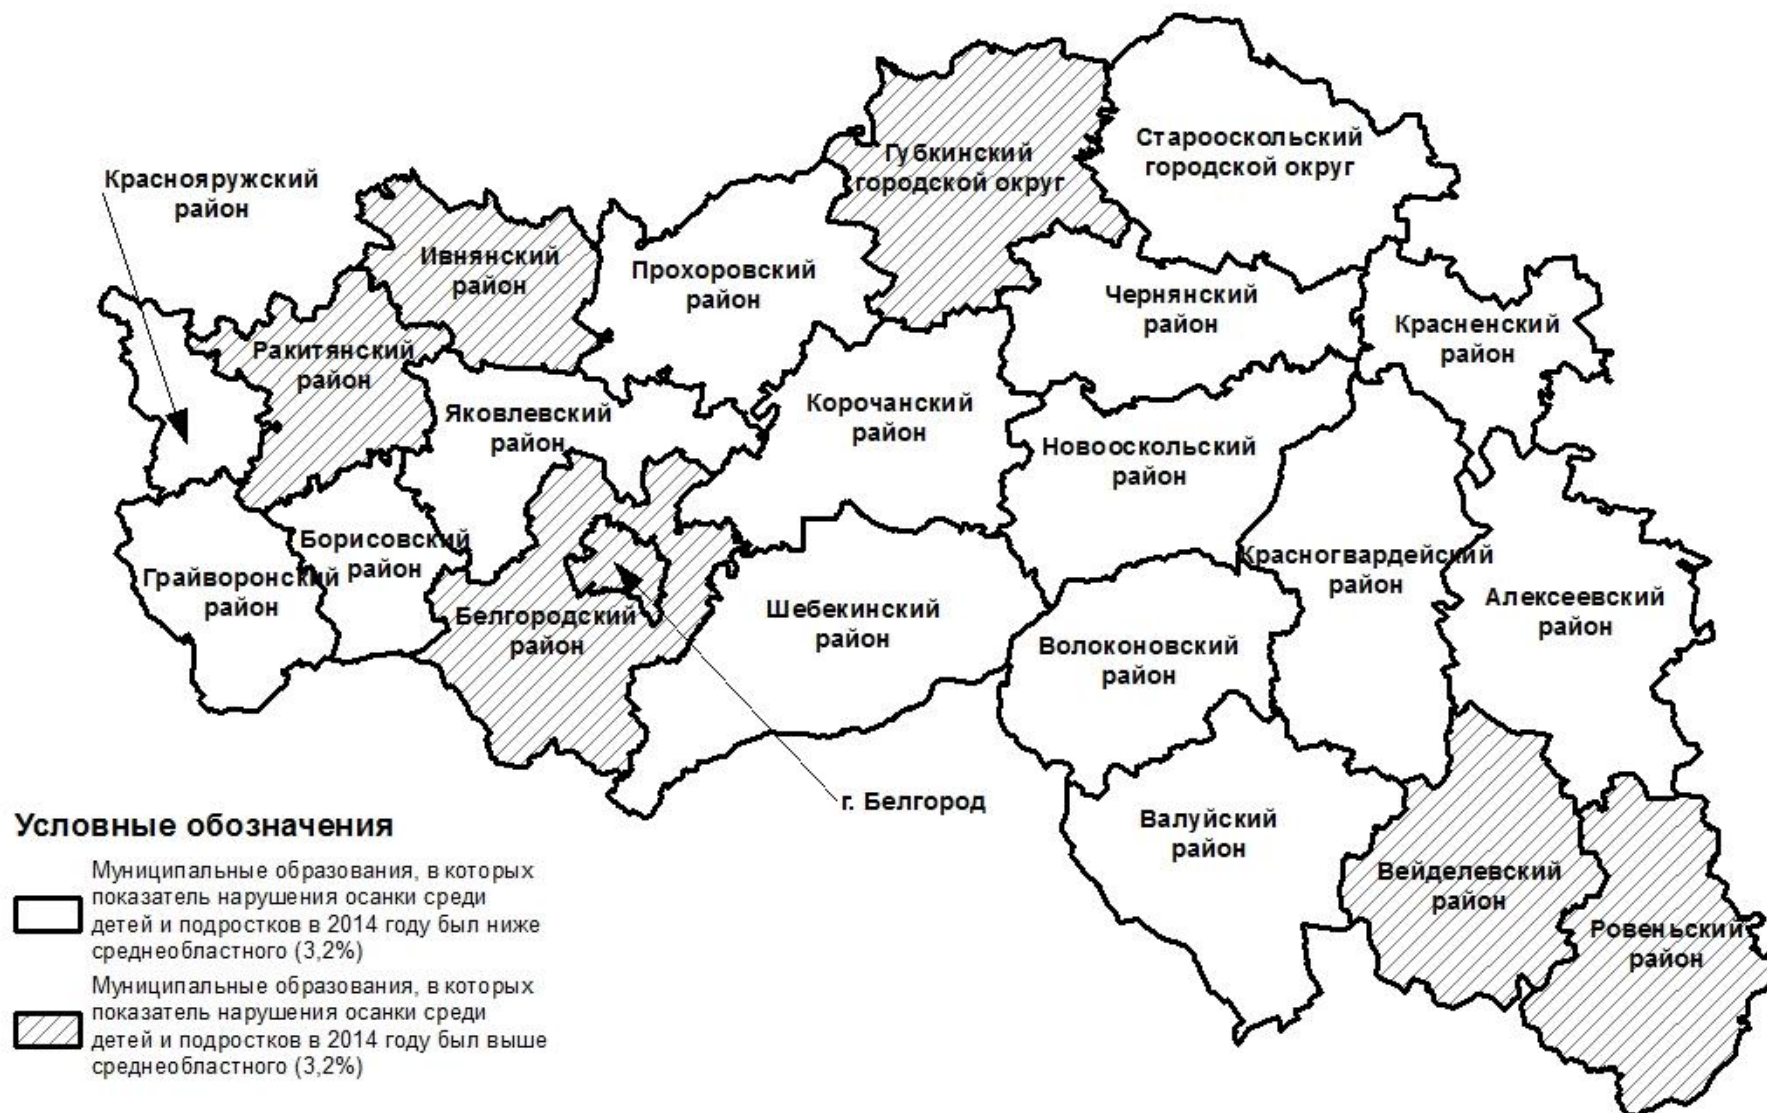 Старооскольский
городской округ
Губкинский
городской округ
Краснояружский
район
Ивнянский
район
Прохоровский
район
Чернянский
район
Красненский
район
Ракитянский
район
Яковлевский
район
Корочанский
район
Новооскольский
район
Борисовский
район
Грайворонский
район
Красногвардейский
район
Алексеевский
район
Белгородский
район
Шебекинский
район
Волоконовский
район
г. Белгород
Валуйский
район
Вейделевский
район
Ровеньский
район
Условные обозначения
Муниципальные образования, в которых
показатель нарушения осанки среди
детей и подростков в 2014 году был ниже
среднеобластного (3,2%)
Муниципальные образования, в которых
показатель нарушения осанки среди
детей и подростков в 2014 году был выше
среднеобластного (3,2%)